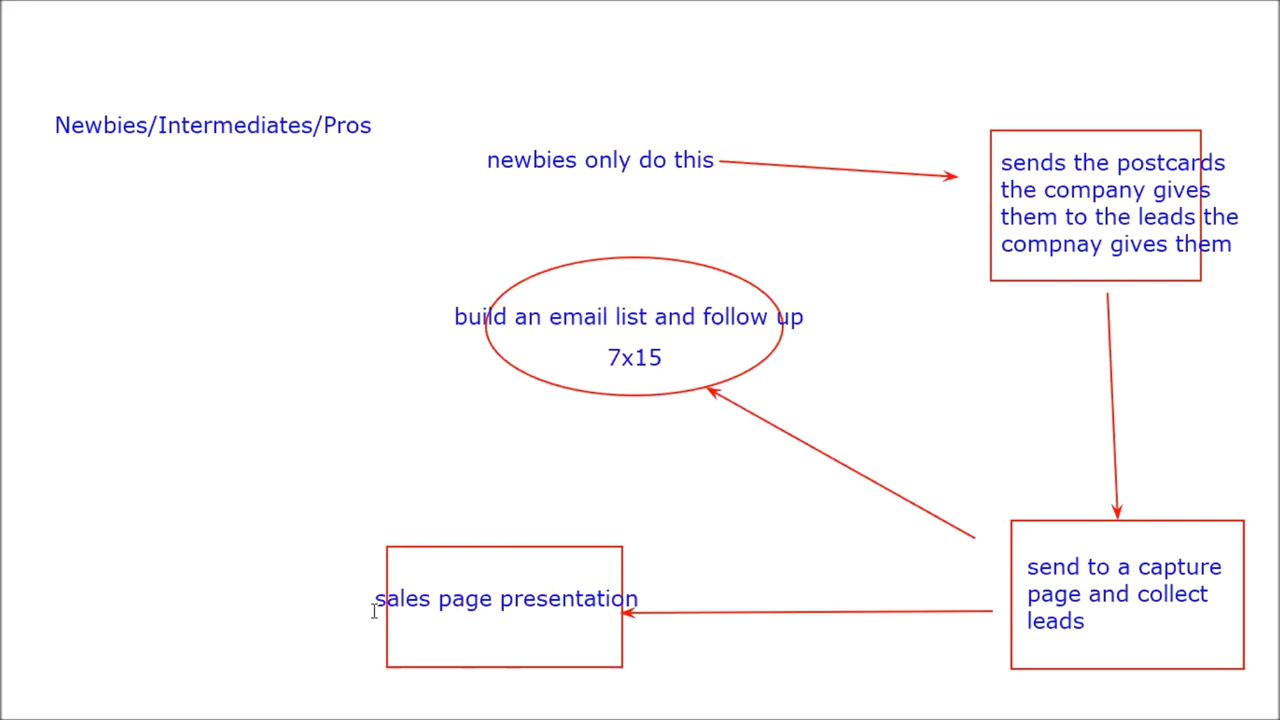 Newbies/Intermediates/Pros
newbies only do this
sends the postcards
the company gives
them to the leads the
compnay gives them
build an email list and follow up
7x15
send to a capture
page and collect
leads
sales page presentation